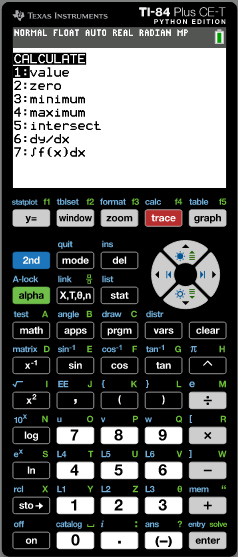 TEXAS INSTRUMENTS TI-84 Plus CE-T
PYTHON EDITION
NORMAL FLOAT AUTO REAL RADIAN MP
CALCULATE
1:value
2:zero
3:minimum
4:maximum
5:intersect
6:dy/dx
7:∫f(x)dx
statplot f1 tblset f2 format f3 calc f4 table f5
y= window zoom trace graph
quit ins
2nd mode del
A-lock link list
alpha X,T,θ,n stat
test A angle B draw C distr
math apps prgm vars clear
matrix D sin⁻¹ E cos⁻¹ F tan⁻¹ G π H
x⁻¹ sin cos tan ^
√ I EE J { K } L e M
x² , ( ) ÷
10ˣ N u O v P w Q [ R
log 7 8 9 ×
eˣ S L4 T L5 U L6 V ] W
ln 4 5 6 −
rcl X L1 Y L2 Z L3 θ mem "
sto→ 1 2 3 +
off catalog ⎵ i : ans ? entry solve
on 0 . (−) enter